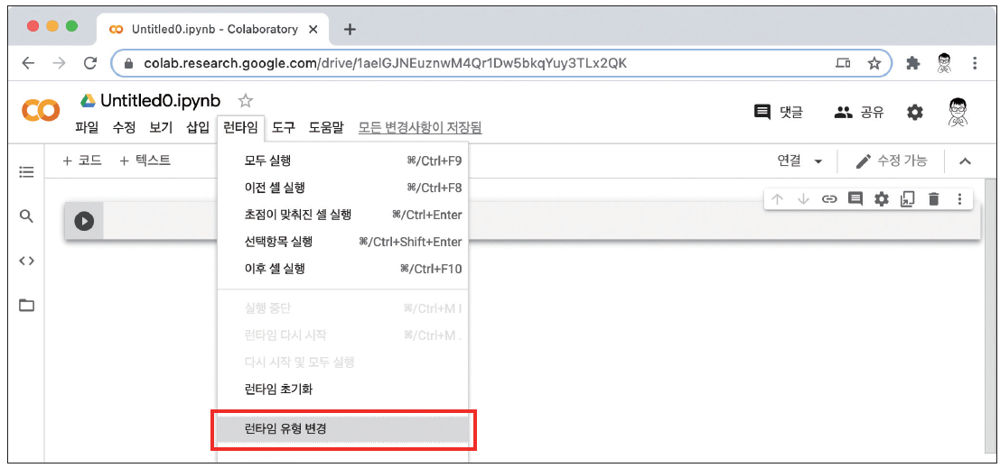 Untitled0.ipynb - Colaboratory
colab.research.google.com/drive/1aelGJNEuznwM4Qr1Dw5bkqYuy3TLx2QK
Untitled0.ipynb
댓글 공유
파일 수정 보기 삽입 런타임 도구 도움말 모든 변경사항이 저장됨
+ 코드 + 텍스트 연결 수정 가능
모두 실행 ⌘/Ctrl+F9
이전 셀 실행 ⌘/Ctrl+F8
초점이 맞춰진 셀 실행 ⌘/Ctrl+Enter
선택항목 실행 ⌘/Ctrl+Shift+Enter
이후 셀 실행 ⌘/Ctrl+F10
실행 중단 ⌘/Ctrl+M I
런타임 다시 시작 ⌘/Ctrl+M .
다시 시작 및 모두 실행
런타임 초기화
런타임 유형 변경